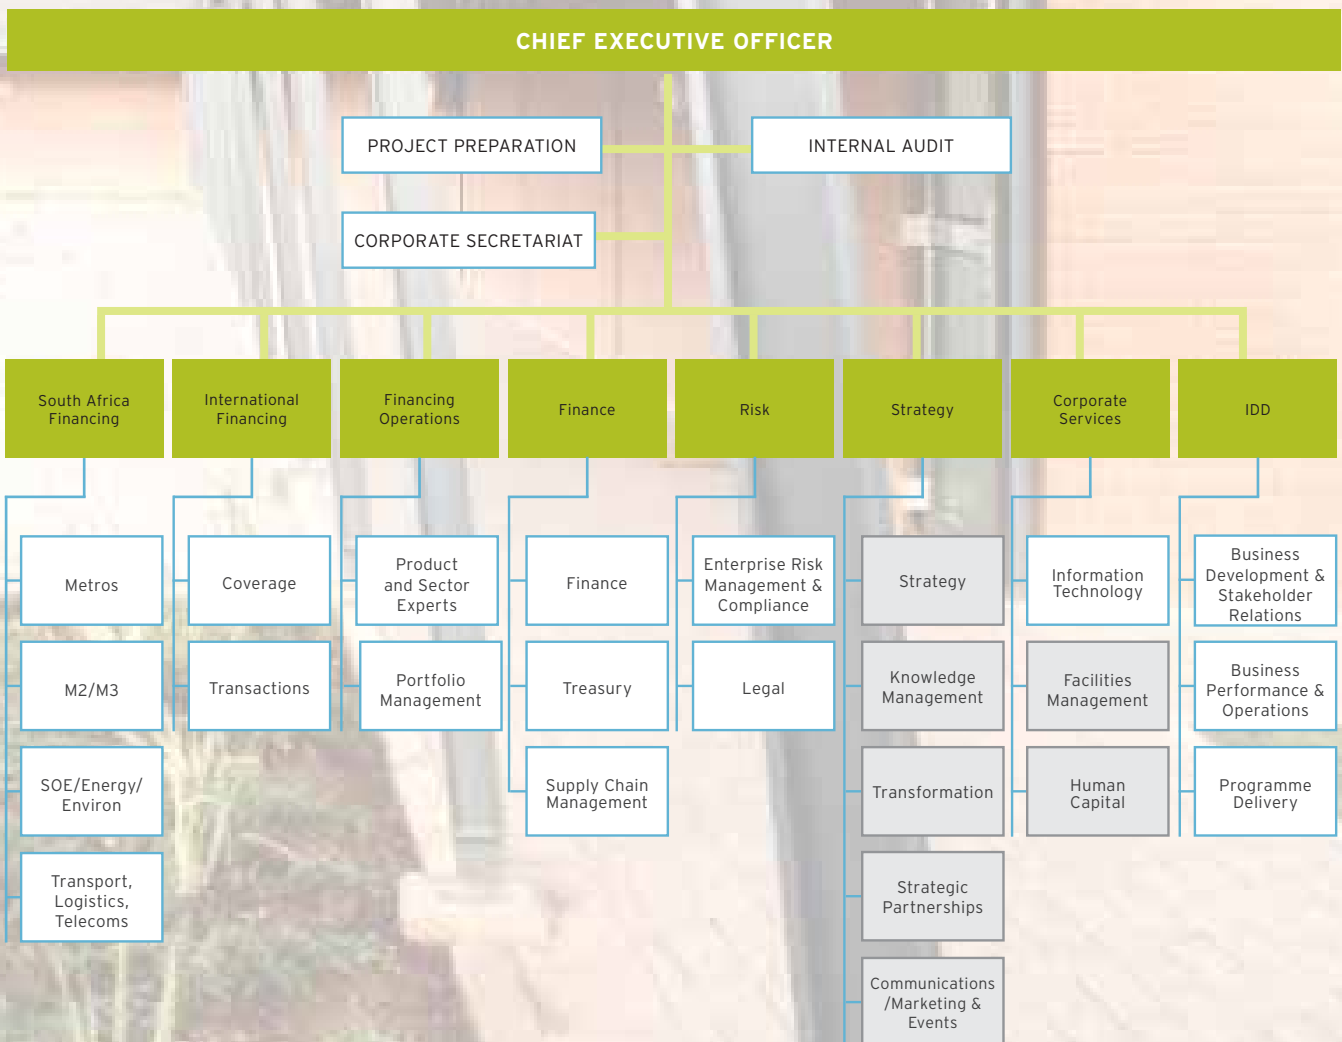 CHIEF EXECUTIVE OFFICER
PROJECT PREPARATION
INTERNAL AUDIT
CORPORATE SECRETARIAT
South Africa
Financing
International
Financing
Financing
Operations
Finance
Risk
Strategy
Corporate
Services
IDD
Metros
M2/M3
SOE/Energy/
Environ
Transport,
Logistics,
Telecoms
Coverage
Transactions
Product
and Sector
Experts
Portfolio
Management
Finance
Treasury
Supply Chain
Management
Enterprise Risk
Management &
Compliance
Legal
Strategy
Knowledge
Management
Transformation
Strategic
Partnerships
Communications
/Marketing &
Events
Information
Technology
Facilities
Management
Human
Capital
Business
Development &
Stakeholder
Relations
Business
Performance &
Operations
Programme
Delivery